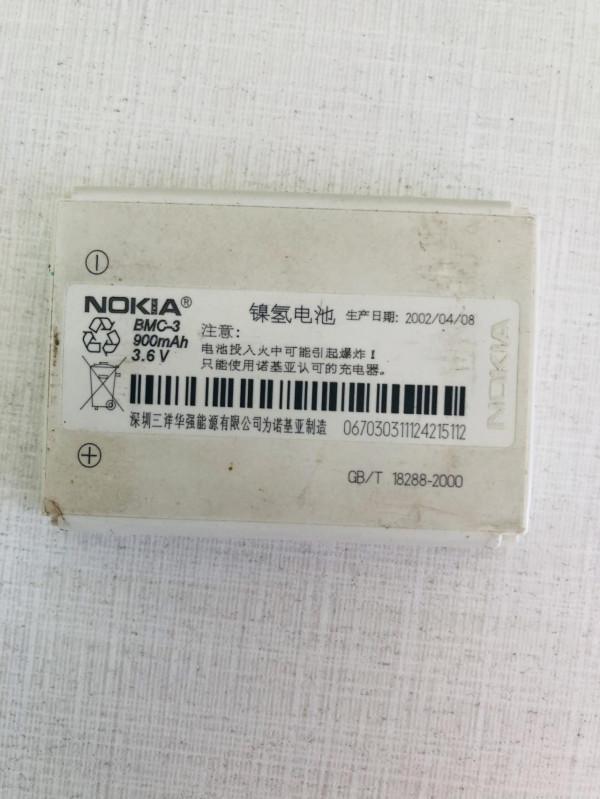 NOKIA®
BMC-3
900mAh
3.6 V
镍氢电池 生产日期: 2002/04/08
注意:
电池投入火中可能引起爆炸!
只能使用诺基亚认可的充电器。
深圳三洋华强能源有限公司为诺基亚制造 0670303111124215112
GB/T 18288-2000
NOKIA